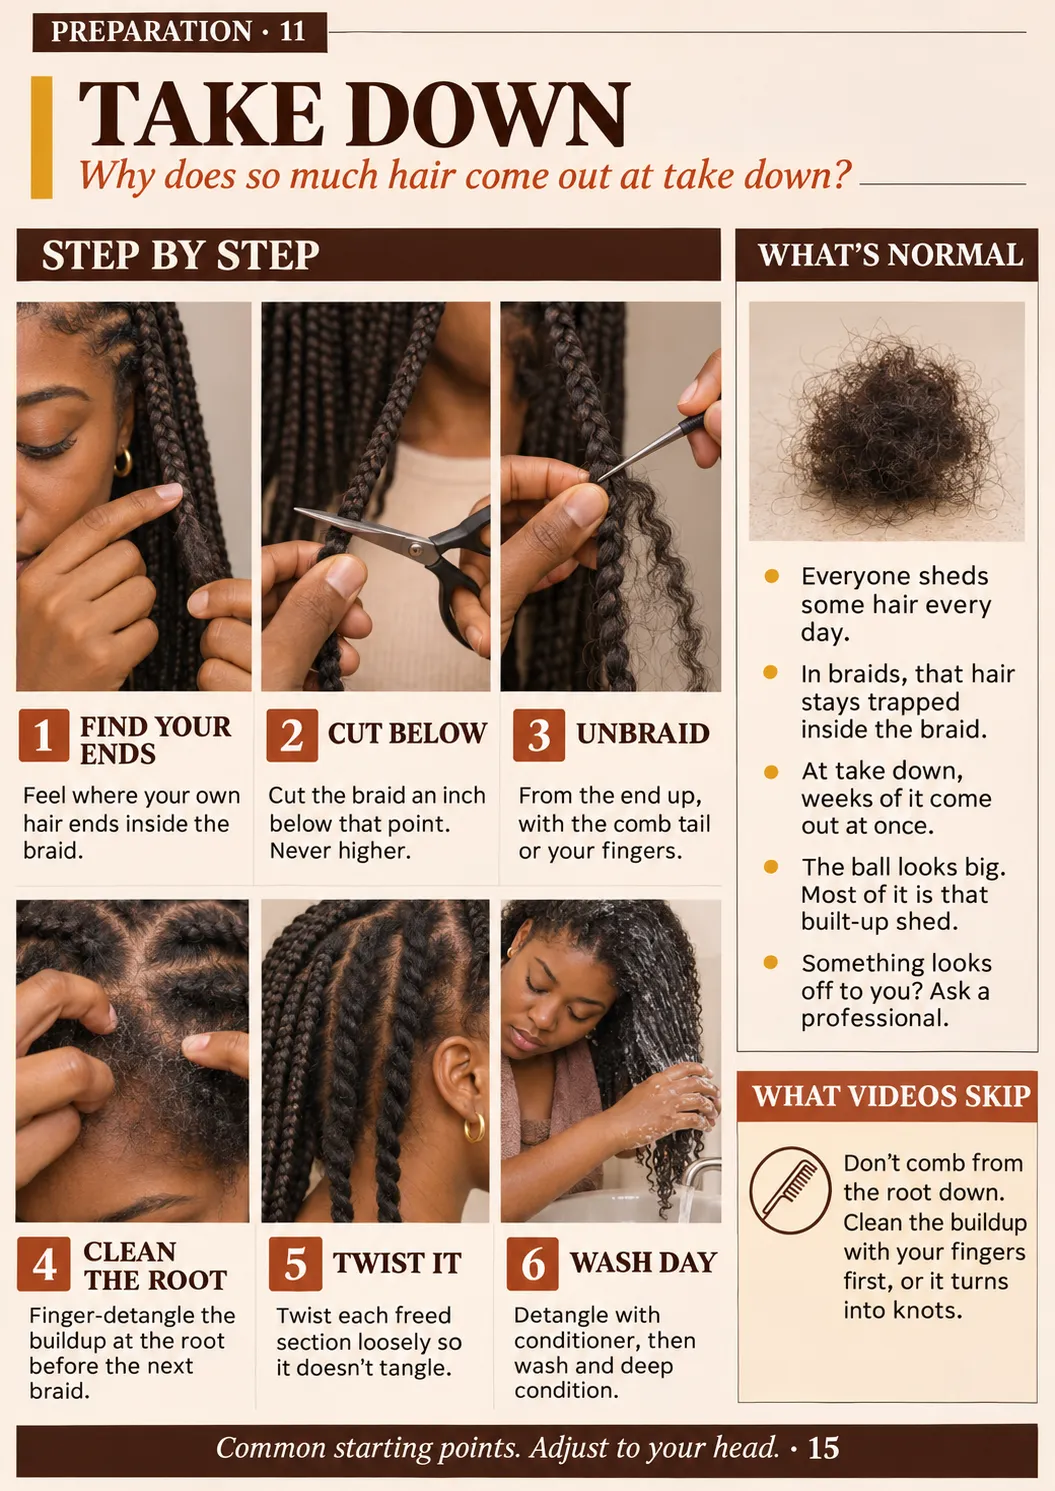 PREPARATION · 11
TAKE DOWN
Why does so much hair come out at take down?
STEP BY STEP
1 FIND YOUR
ENDS
Feel where your own
hair ends inside the
braid.
2 CUT BELOW
Cut the braid an inch
below that point.
Never higher.
3 UNBRAID
From the end up,
with the comb tail
or your fingers.
4 CLEAN
THE ROOT
Finger-detangle the
buildup at the root
before the next
braid.
5 TWIST IT
Twist each freed
section loosely so
it doesn't tangle.
6 WASH DAY
Detangle with
conditioner, then
wash and deep
condition.
WHAT'S NORMAL
• Everyone sheds
some hair every
day.
• In braids, that hair
stays trapped
inside the braid.
• At take down,
weeks of it come
out at once.
• The ball looks big.
Most of it is that
built-up shed.
• Something looks
off to you? Ask a
professional.
WHAT VIDEOS SKIP
Don't comb from
the root down.
Clean the buildup
with your fingers
first, or it turns
into knots.
Common starting points. Adjust to your head. · 15